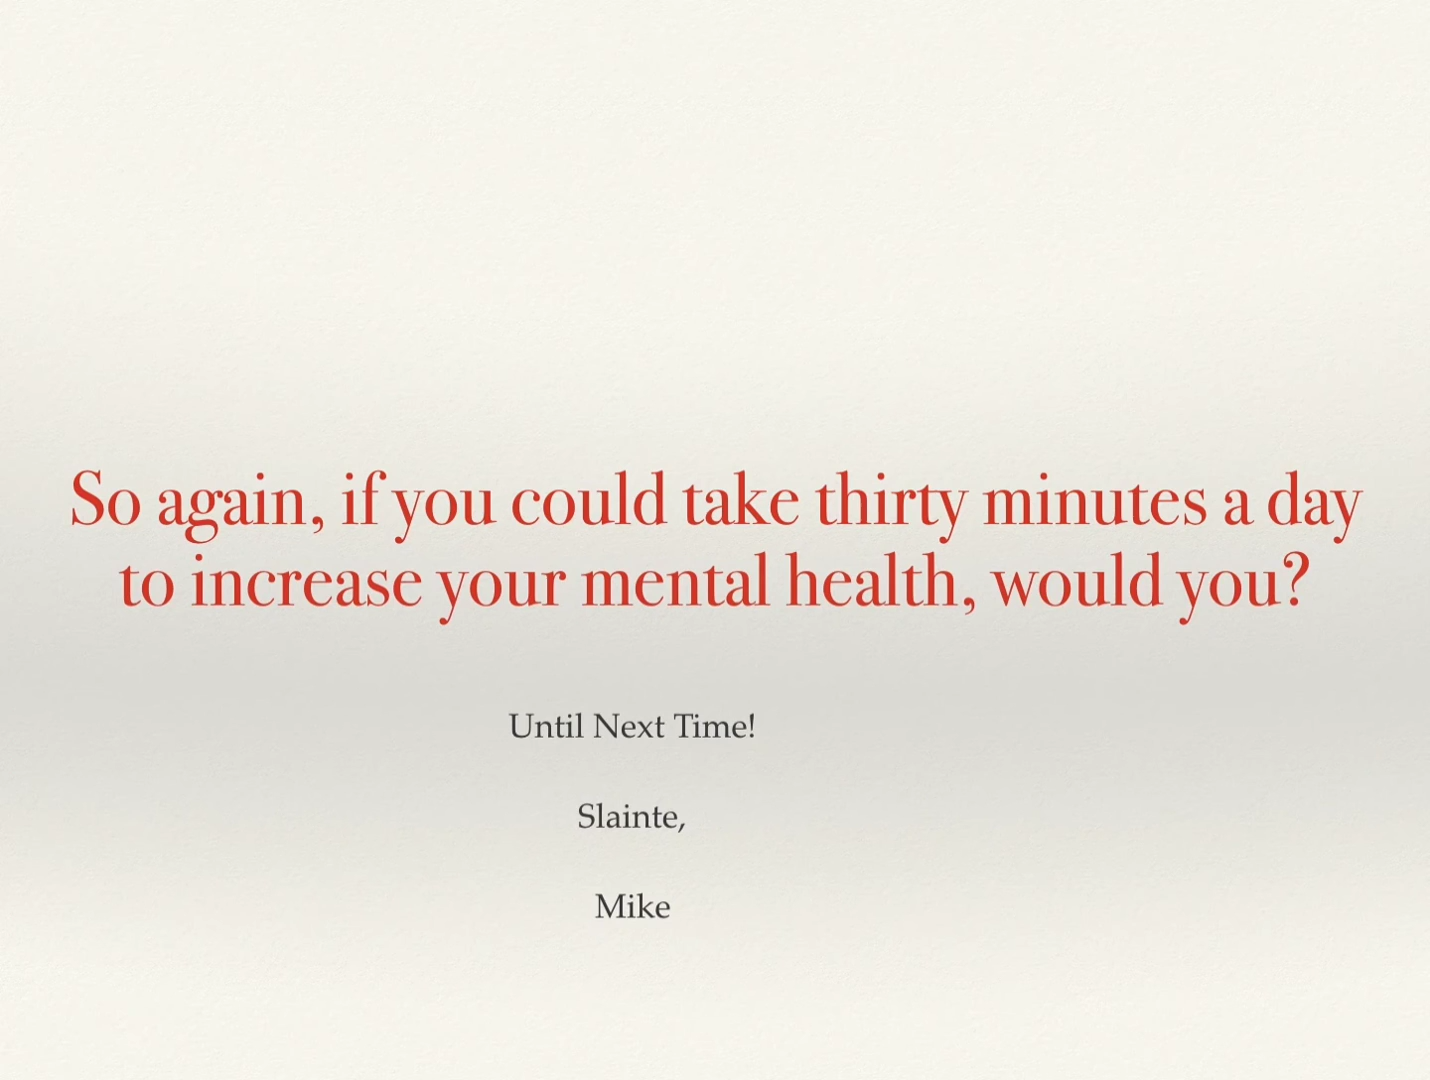 So again, if you could take thirty minutes a day
to increase your mental health, would you?
Until Next Time!
Slainte,
Mike